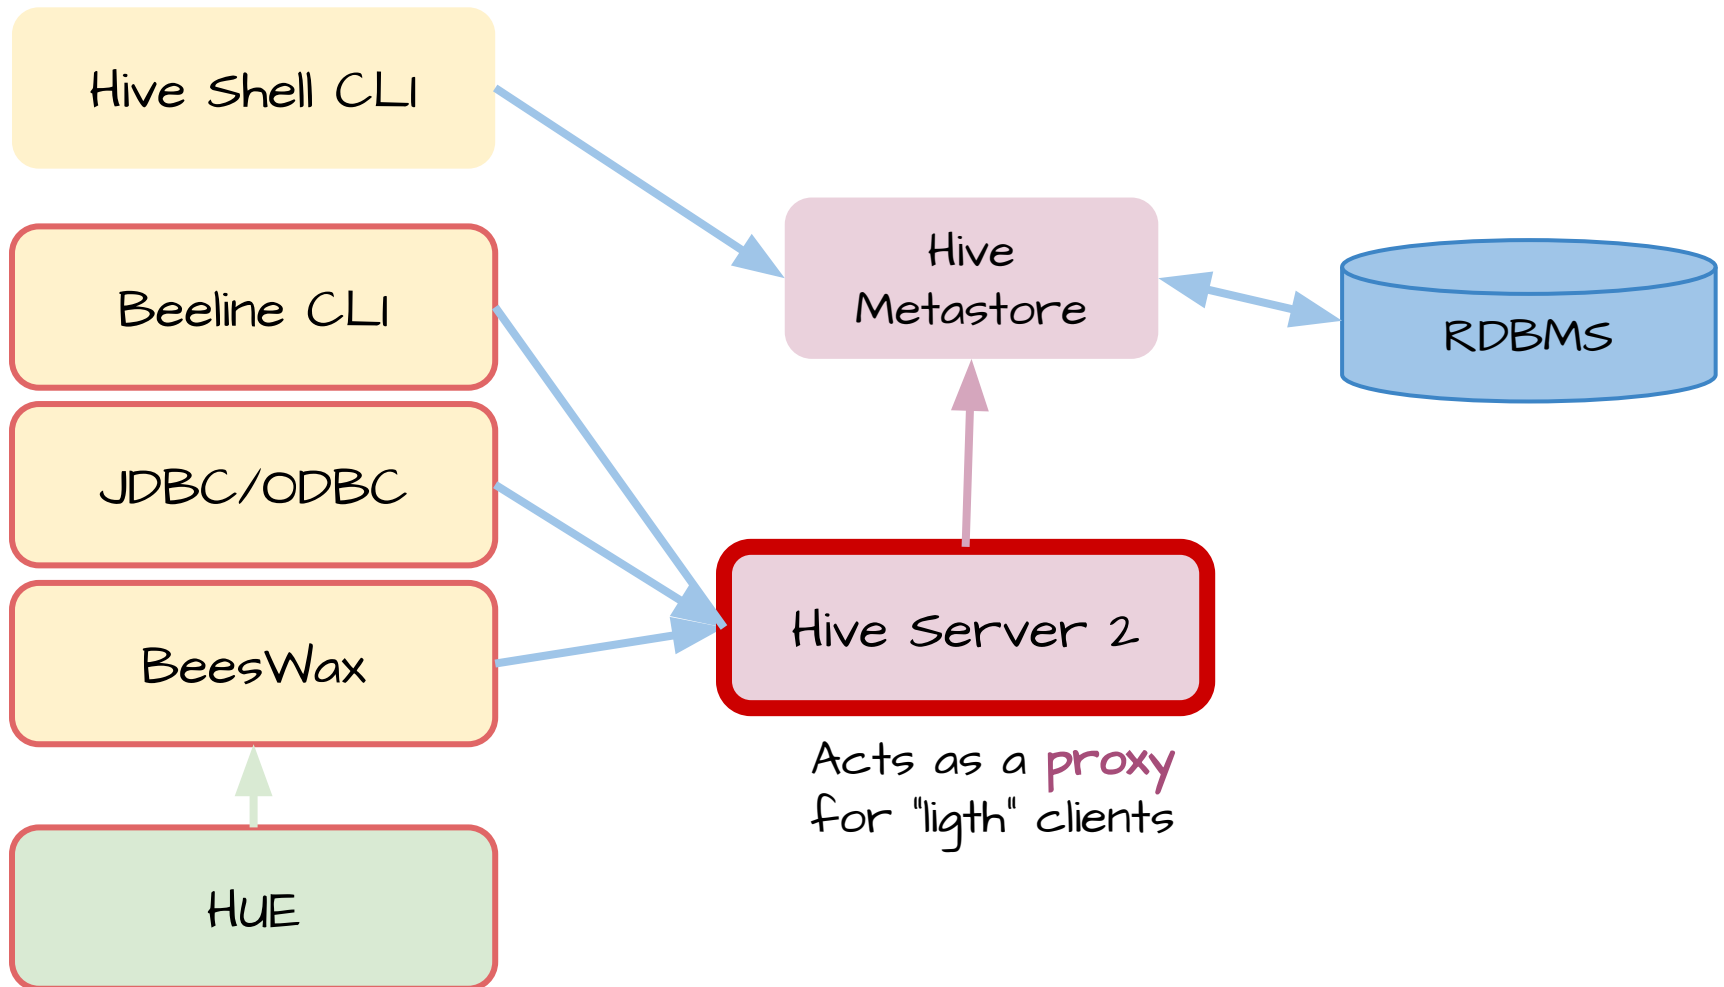 Hive Shell CLI
Beeline CLI
JDBC/ODBC
BeesWax
HUE
Hive
Metastore
RDBMS
Hive Server 2
Acts as a proxy
for "ligth" clients